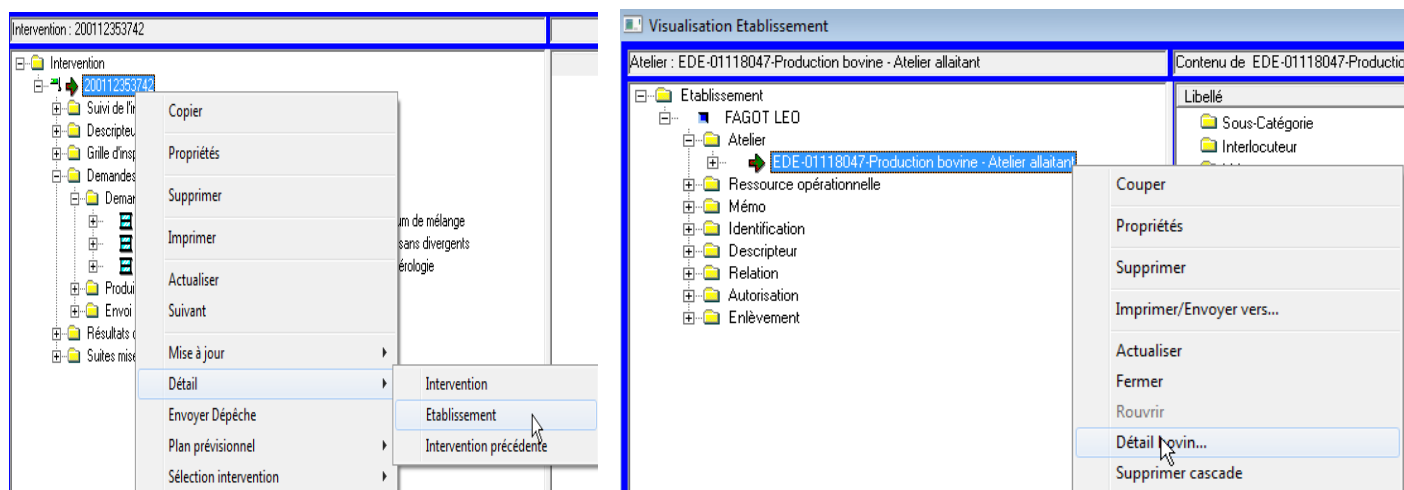 Intervention : 200112353742
Intervention
200112353742
Suivi de l'in
Descripteu
Grille d'insp
Demandes
Deman
um de mélange
sans divergents
érologie
Produi
Envoi
Résultats d
Suites mise
Copier
Propriétés
Supprimer
Imprimer
Actualiser
Suivant
Mise à jour
Détail
Envoyer Dépêche
Plan prévisionnel
Sélection intervention
Intervention
Etablissement
Intervention précédente
Visualisation Etablissement
Atelier : EDE-01118047-Production bovine - Atelier allaitant
Contenu de EDE-01118047-Productio
Etablissement
FAGOT LEO
Atelier
EDE-01118047-Production bovine - Atelier allaitant
Ressource opérationnelle
Mémo
Identification
Descripteur
Relation
Autorisation
Enlèvement
Libellé
Sous-Catégorie
Interlocuteur
Couper
Propriétés
Supprimer
Imprimer/Envoyer vers...
Actualiser
Fermer
Rouvrir
Détail bovin...
Supprimer cascade